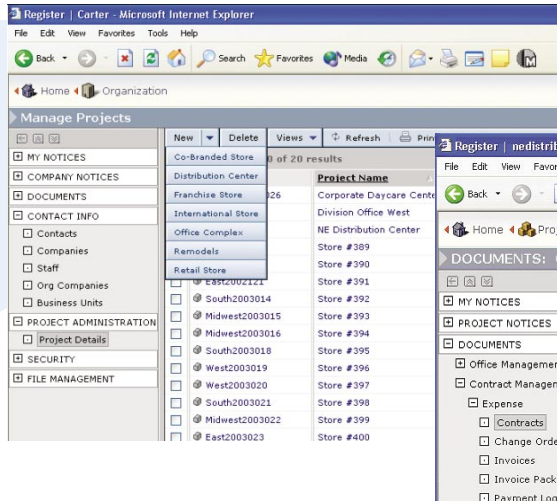 Register | Carter - Microsoft Internet Explorer
File Edit View Favorites Tools Help
Back Search Favorites Media
Home Organization
Manage Projects
New Delete Views Refresh
MY NOTICES
COMPANY NOTICES
DOCUMENTS
CONTACT INFO
Contacts
Companies
Staff
Org Companies
Business Units
PROJECT ADMINISTRATION
Project Details
SECURITY
FILE MANAGEMENT
Co-Branded Store
Distribution Center
Franchise Store
International Store
Office Complex
Remodels
Retail Store
0 of 20 results
Project Name
026 Corporate Daycare Cente
Division Office West
NE Distribution Center
Store #389
Store #390
East2002121 Store #391
South2003014 Store #392
Midwest2003015 Store #393
Midwest2003016 Store #394
South2003018 Store #395
West2003019 Store #396
West2003020 Store #397
South2003021 Store #398
Midwest2003022 Store #399
East2003023 Store #400
Register | nedistrib
File Edit View Favor
Back
Home Proj
DOCUMENTS:
MY NOTICES
PROJECT NOTICES
DOCUMENTS
Office Managemen
Contract Managen
Expense
Contracts
Change Orde
Invoices
Invoice Pack
Payment Log